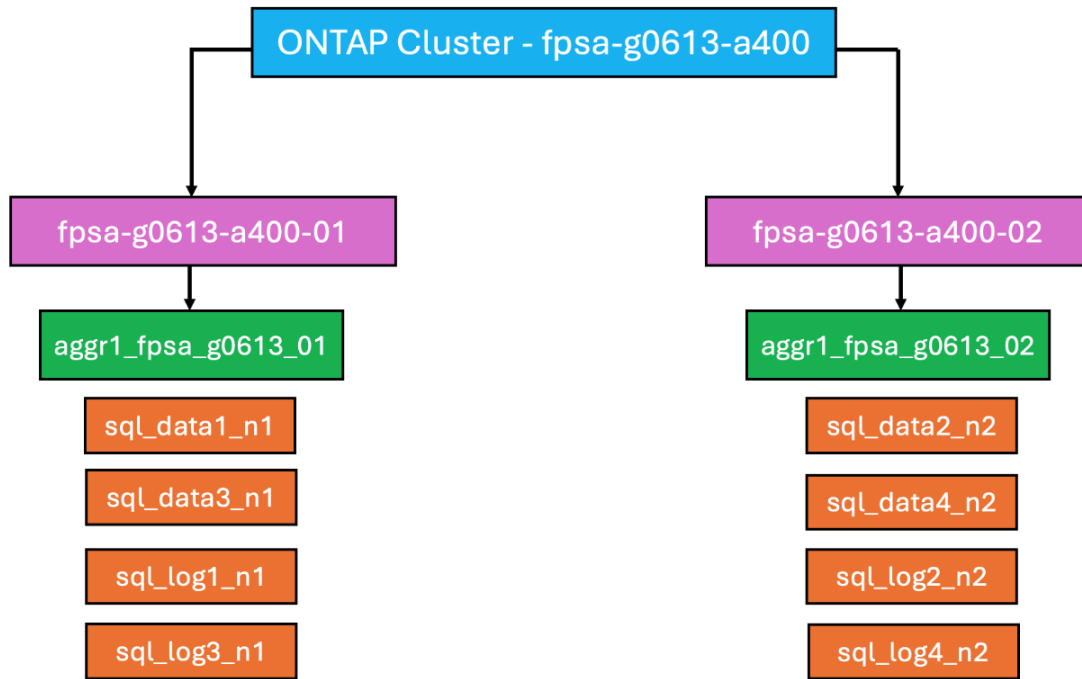 ONTAP Cluster - fpsa-g0613-a400
fpsa-g0613-a400-01
fpsa-g0613-a400-02
aggr1_fpsa_g0613_01
aggr1_fpsa_g0613_02
sql_data1_n1
sql_data2_n2
sql_data3_n1
sql_data4_n2
sql_log1_n1
sql_log2_n2
sql_log3_n1
sql_log4_n2